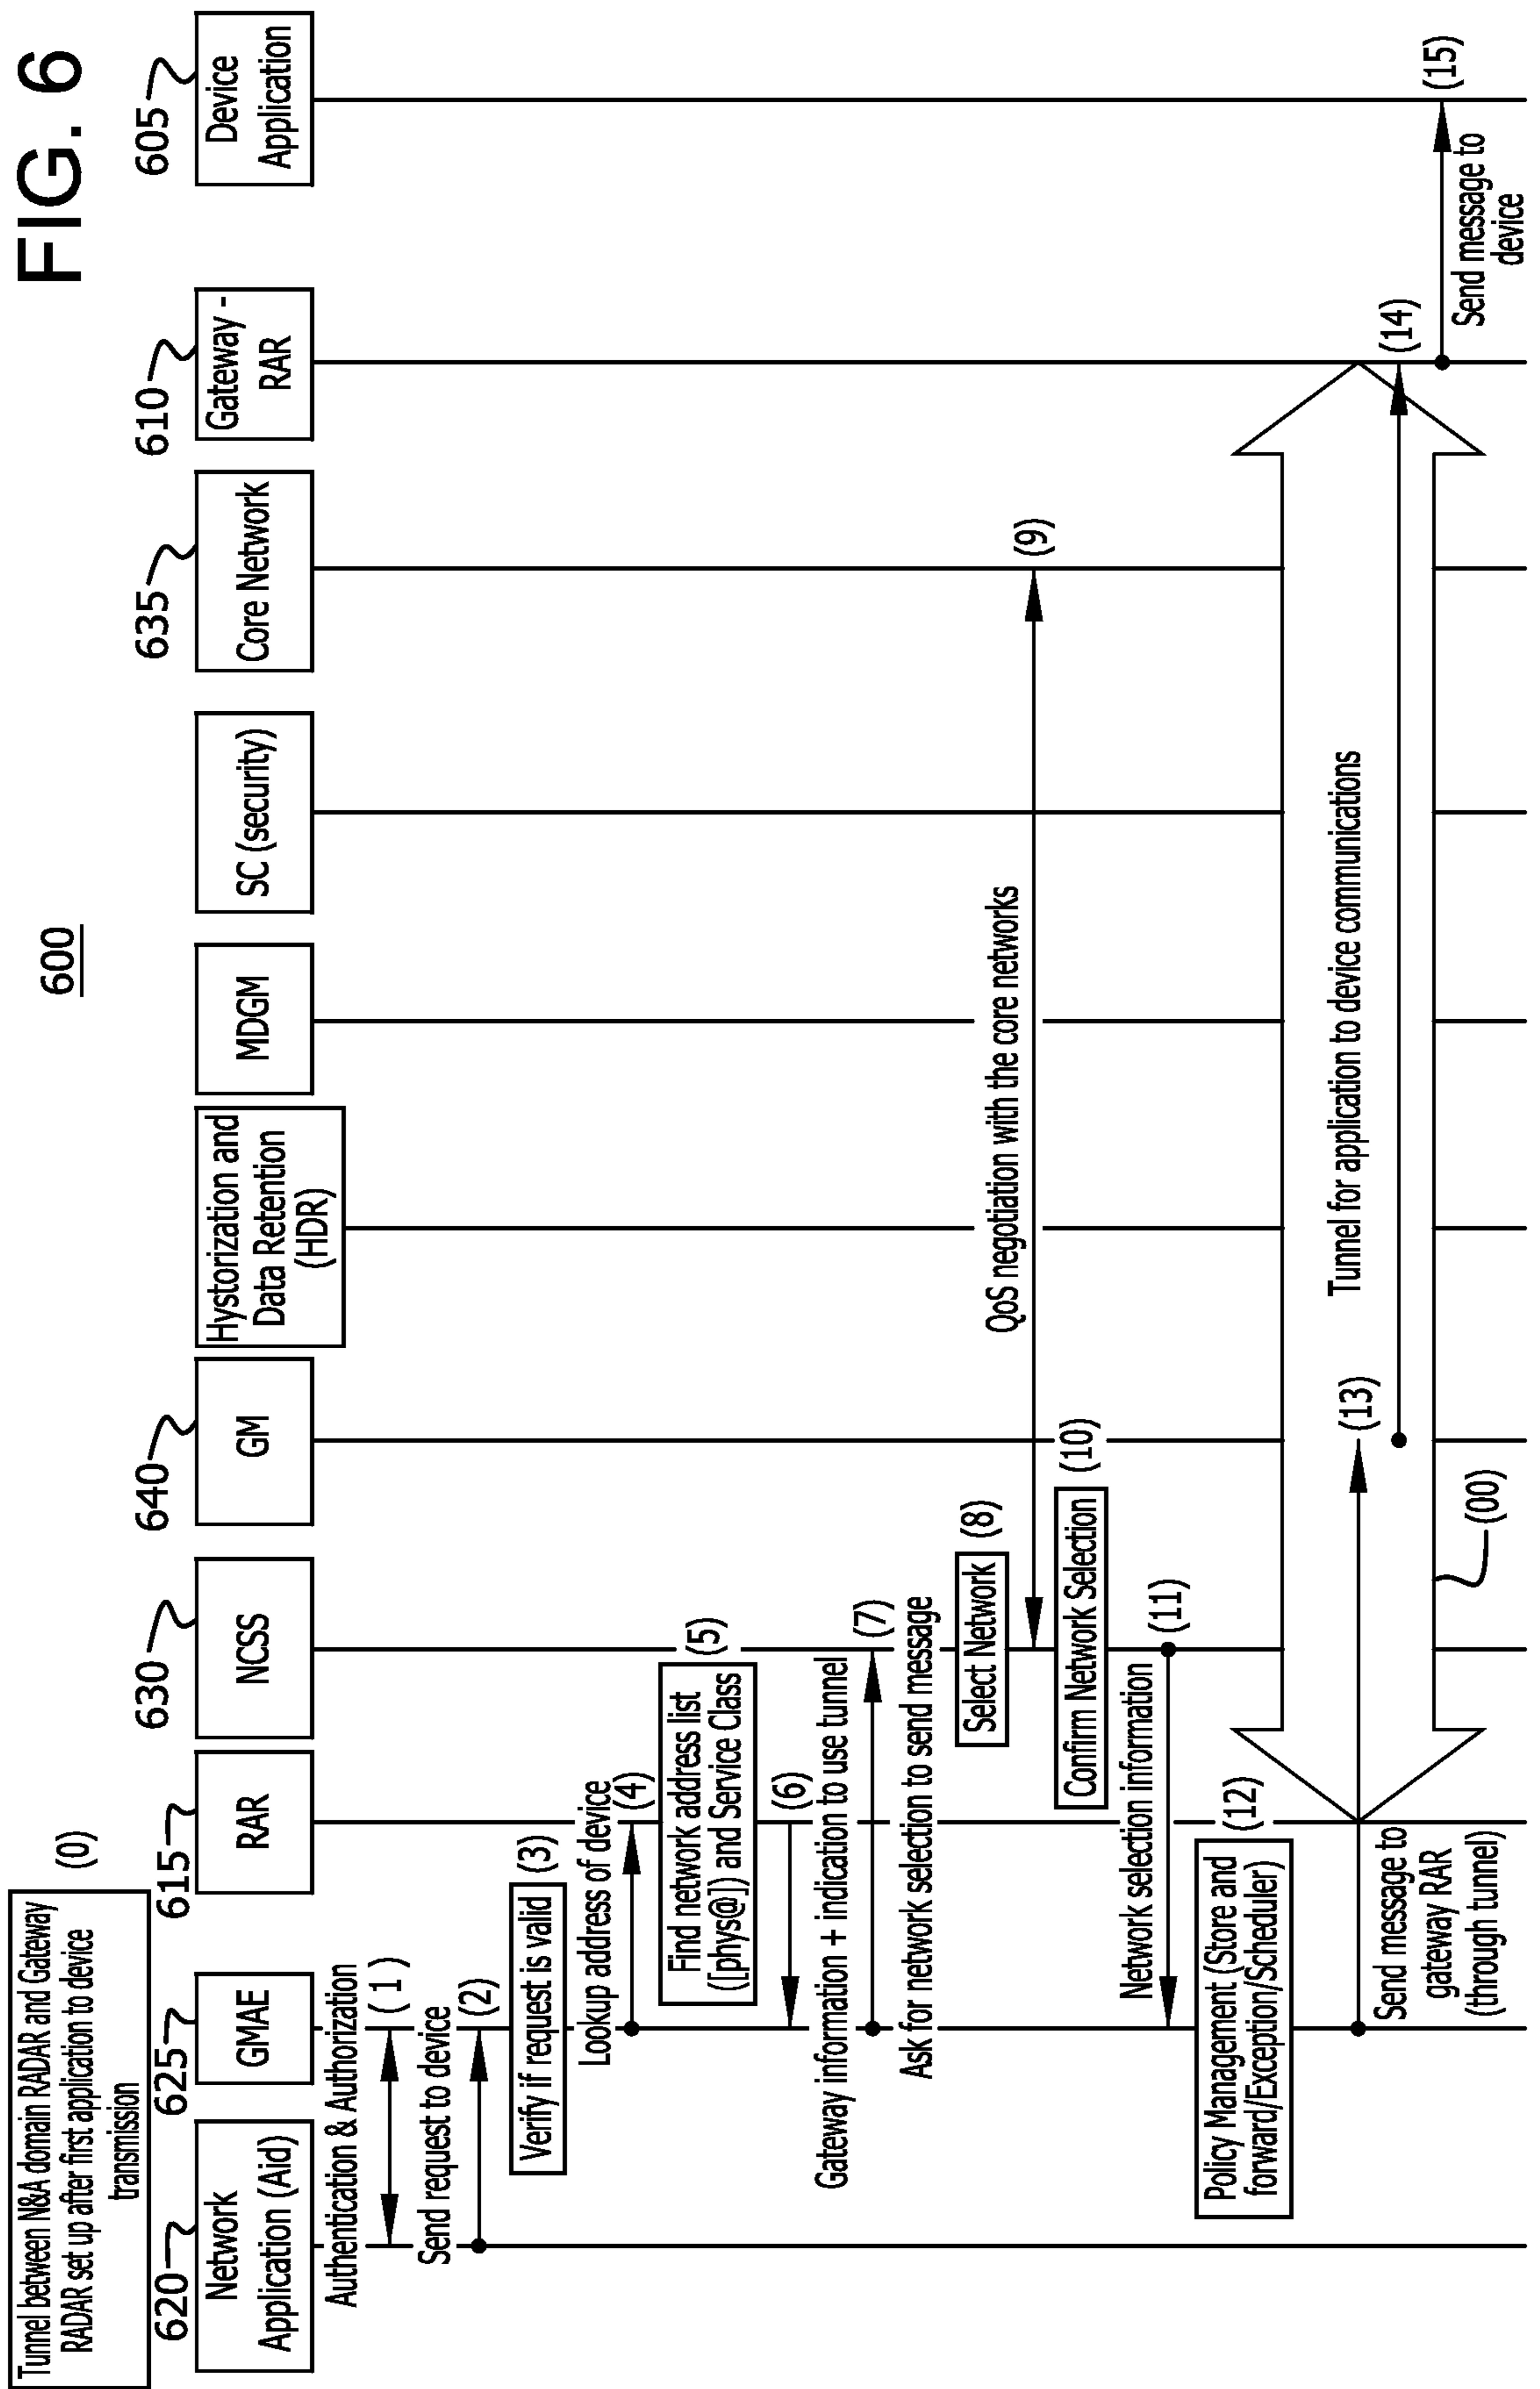 FIG. 6
600
Tunnel between N&A domain RADAR and Gateway
RADAR set up after first application to device
transmission
(0)
620
Network
Application (Aid)
625
GMAE
615
RAR
630
NCSS
640
GM
Hystorization and
Data Retention
(HDR)
MDGM
SC (security)
635
Core Network
610
Gateway -
RAR
605
Device
Application
Authentication & Authorization
(1)
Send request to device
(2)
Verify if request is valid
(3)
Lookup address of device
(4)
Find network address list
([phys@]) and Service Class
(5)
(6)
Gateway information + indication to use tunnel
(7)
Ask for network selection to send message
Select Network
(8)
QoS negotiation with the core networks
(9)
Confirm Network Selection
(10)
Network selection information
(11)
Policy Management (Store and
forward/Exception/Scheduler)
(12)
Tunnel for application to device communications
(13)
Send message to
gateway RAR
(through tunnel)
(14)
(00)
(15)
Send message to
device